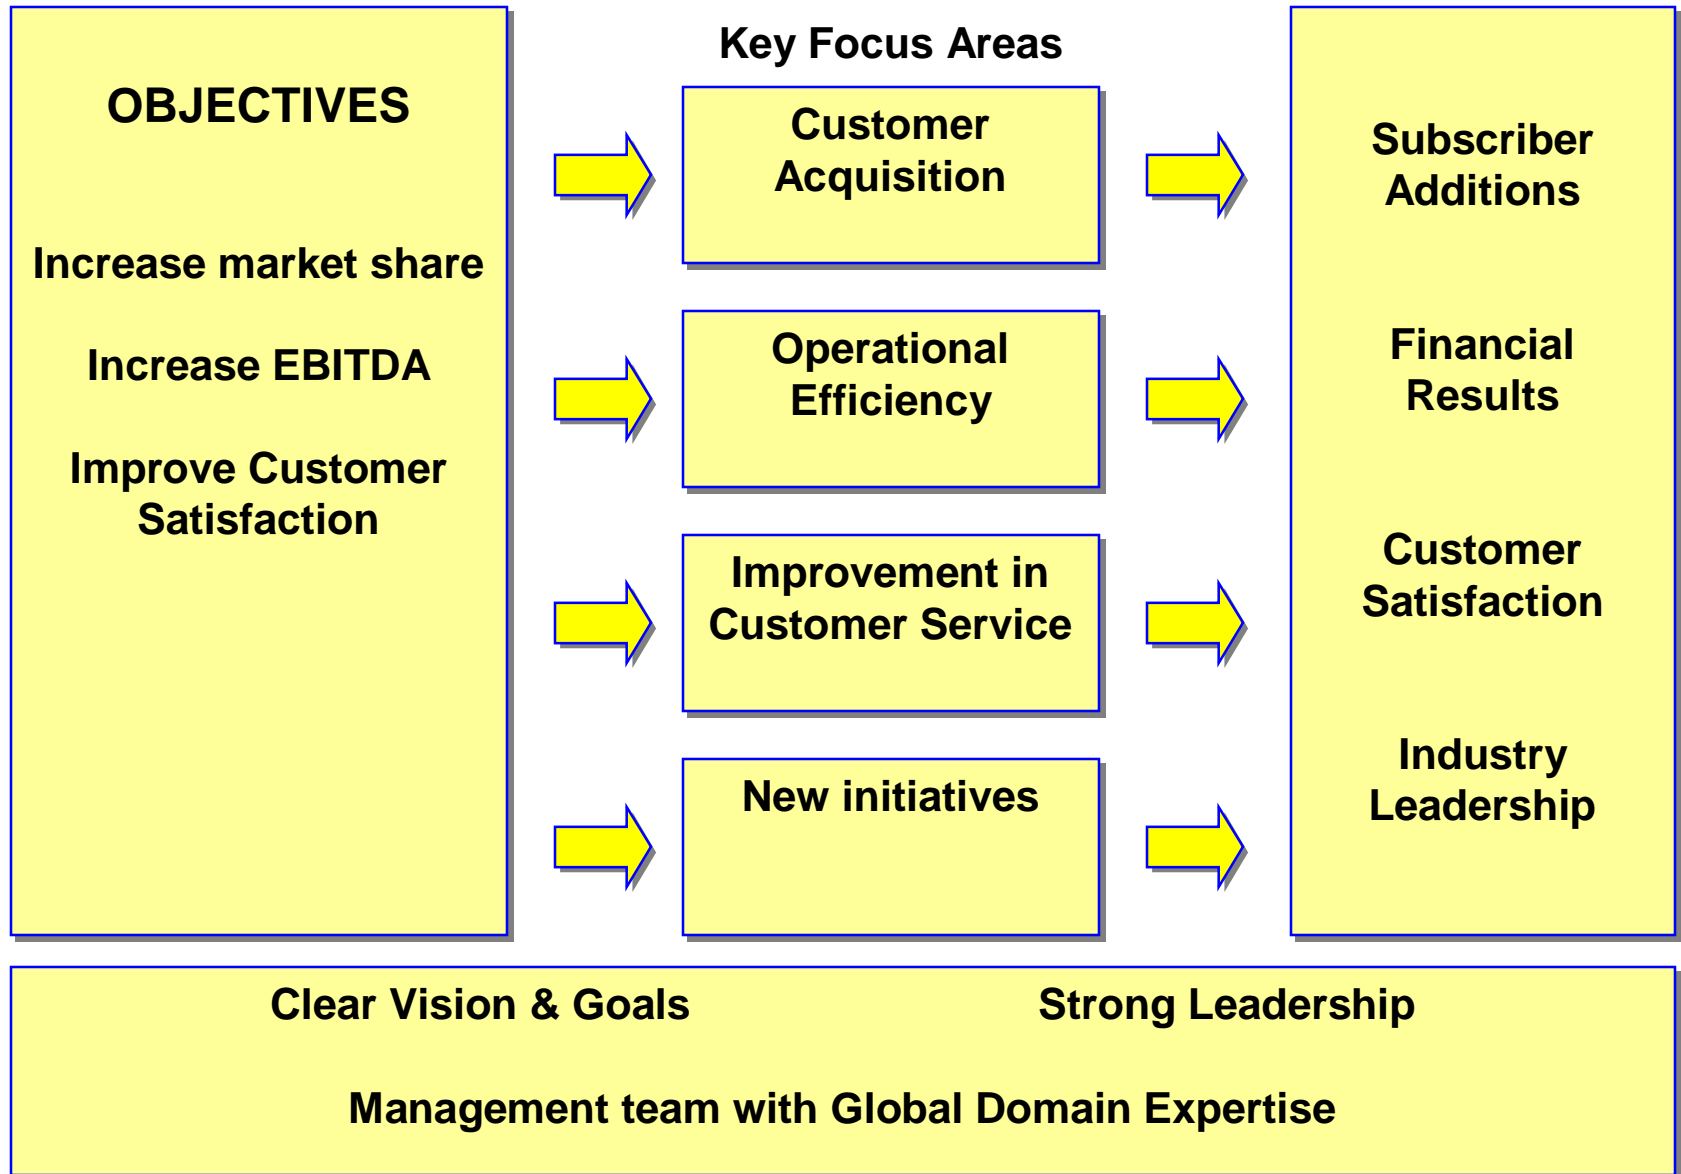 OBJECTIVES
Increase market share
Increase EBITDA
Improve Customer
Satisfaction
Key Focus Areas
Customer
Acquisition
Operational
Efficiency
Improvement in
Customer Service
New initiatives
Subscriber
Additions
Financial
Results
Customer
Satisfaction
Industry
Leadership
Clear Vision & Goals
Strong Leadership
Management team with Global Domain Expertise